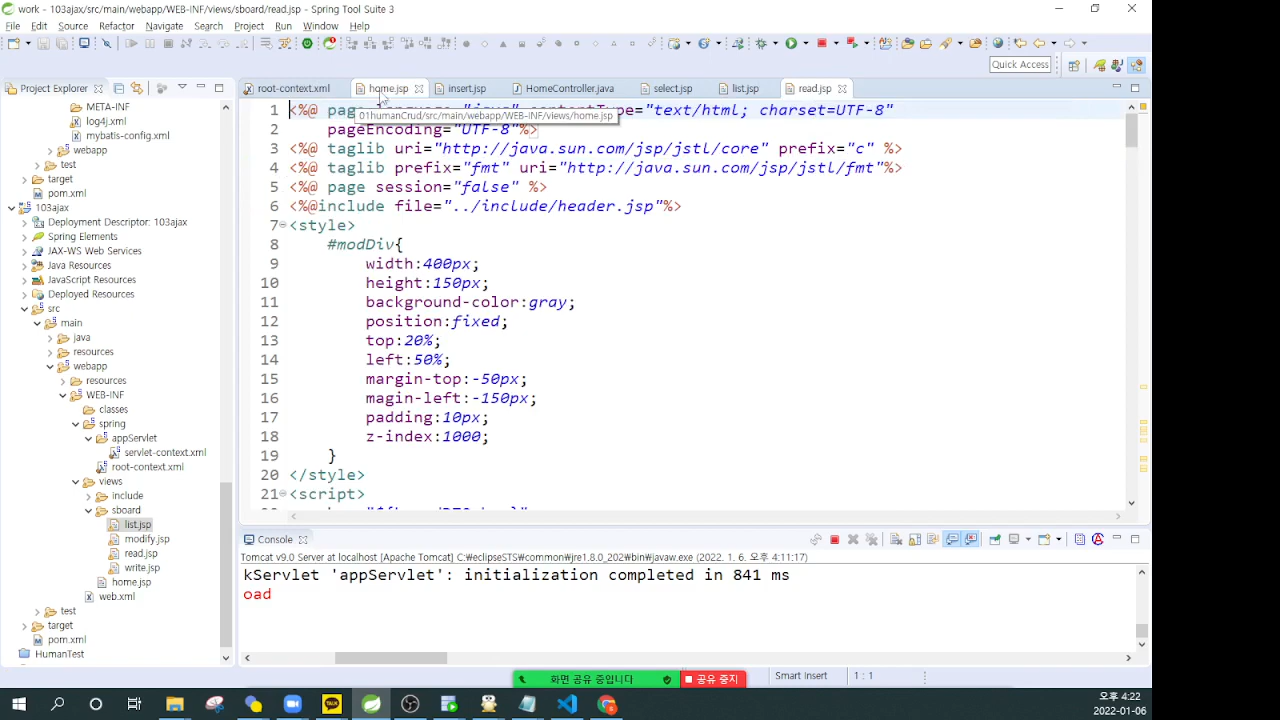 work - 103ajax/src/main/webapp/WEB-INF/views/sboard/read.jsp - Spring Tool Suite 3
File Edit Source Refactor Navigate Search Project Run Window Help
Quick Access
Project Explorer
META-INF
log4j.xml
mybatis-config.xml
webapp
test
target
pom.xml
103ajax
Deployment Descriptor: 103ajax
Spring Elements
JAX-WS Web Services
Java Resources
JavaScript Resources
Deployed Resources
src
main
java
resources
webapp
resources
WEB-INF
classes
spring
appServlet
servlet-context.xml
root-context.xml
views
include
sboard
list.jsp
modify.jsp
read.jsp
write.jsp
home.jsp
web.xml
test
target
pom.xml
HumanTest
root-context.xml home.jsp insert.jsp HomeController.java select.jsp list.jsp read.jsp
01humanCrud/src/main/webapp/WEB-INF/views/home.jsp
1 <%@ page language="java" contentType="text/html; charset=UTF-8"
2 pageEncoding="UTF-8"%>
3 <%@ taglib uri="http://java.sun.com/jsp/jstl/core" prefix="c" %>
4 <%@ taglib prefix="fmt" uri="http://java.sun.com/jsp/jstl/fmt"%>
5 <%@ page session="false" %>
6 <%@include file="../include/header.jsp"%>
7 <style>
8 #modDiv{
9 width:400px;
10 height:150px;
11 background-color:gray;
12 position:fixed;
13 top:20%;
14 left:50%;
15 margin-top:-50px;
16 magin-left:-150px;
17 padding:10px;
18 z-index:1000;
19 }
20 </style>
21 <script>
Console
Tomcat v9.0 Server at localhost [Apache Tomcat] C:₩eclipseSTS₩common₩jre1.8.0_202₩bin₩javaw.exe (2022. 1. 6. 오후 4:11:17)
kServlet 'appServlet': initialization completed in 841 ms
oad
화면 공유 중입니다 공유 중지
Smart Insert 1 : 1
TALK
오후 4:22
2022-01-06